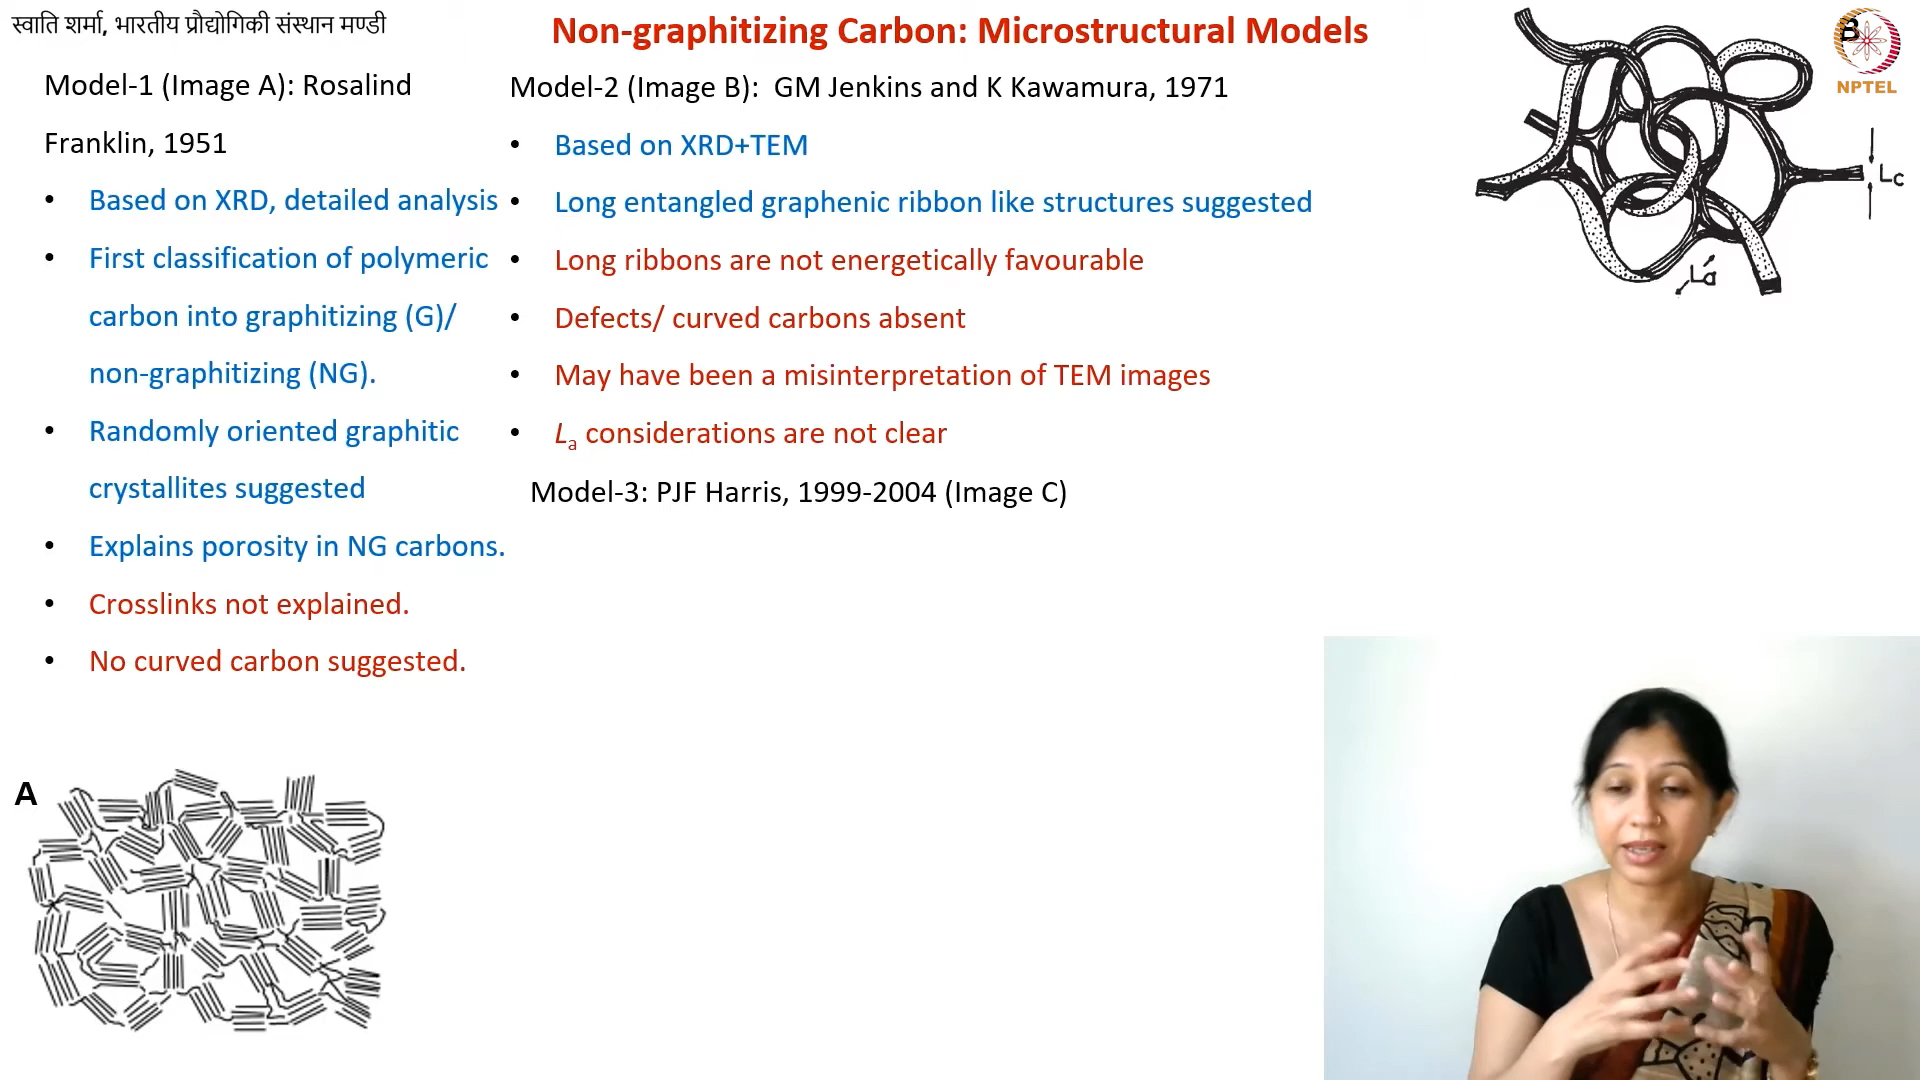 स्वाति शर्मा, भारतीय प्रौद्योगिकी संस्थान मण्डी
Non-graphitizing Carbon: Microstructural Models
Model-1 (Image A): Rosalind
Franklin, 1951
• Based on XRD, detailed analysis
• First classification of polymeric
carbon into graphitizing (G)/
non-graphitizing (NG).
• Randomly oriented graphitic
crystallites suggested
• Explains porosity in NG carbons.
• Crosslinks not explained.
• No curved carbon suggested.
A
Model-2 (Image B): GM Jenkins and K Kawamura, 1971
• Based on XRD+TEM
• Long entangled graphenic ribbon like structures suggested
• Long ribbons are not energetically favourable
• Defects/ curved carbons absent
• May have been a misinterpretation of TEM images
• La considerations are not clear
Model-3: PJF Harris, 1999-2004 (Image C)
B
NPTEL
Lc
La